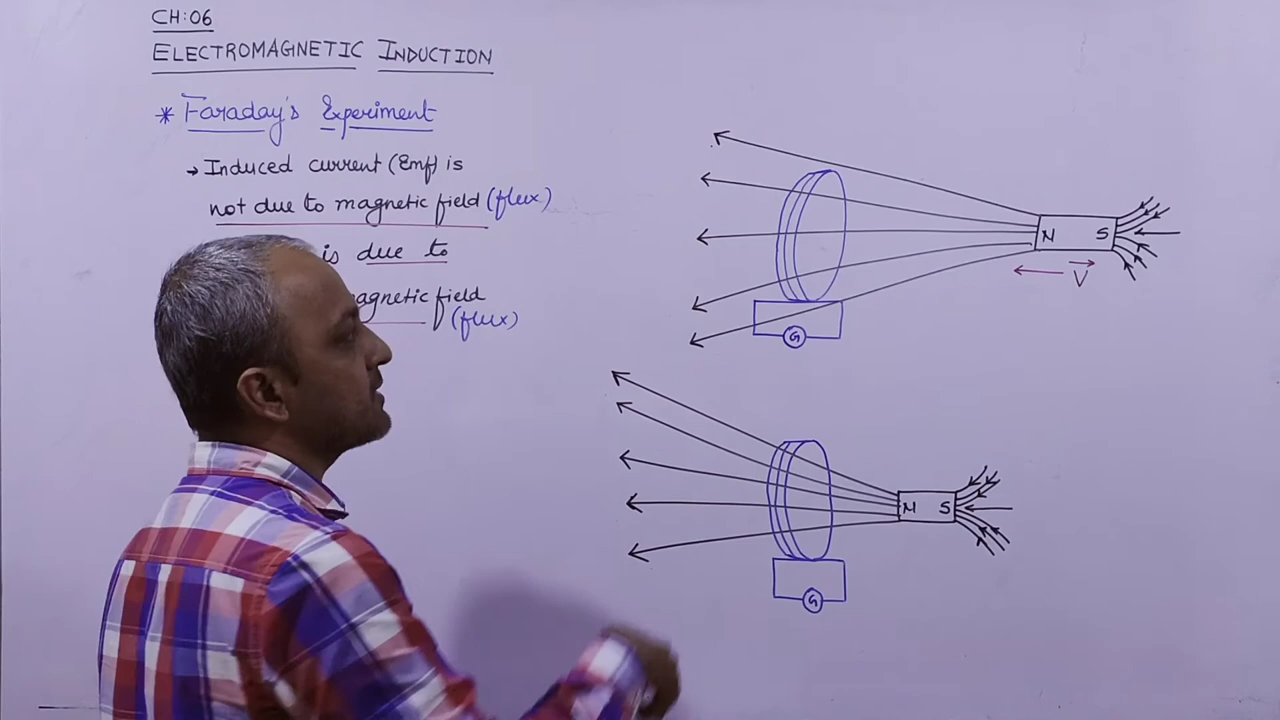 CH:06
ELECTROMAGNETIC INDUCTION
* Faraday's Experiment
→ Induced current (Emf) is
not due to magnetic field (flux)
is due to
magnetic field
(flux)
N S
V
G
N S
G